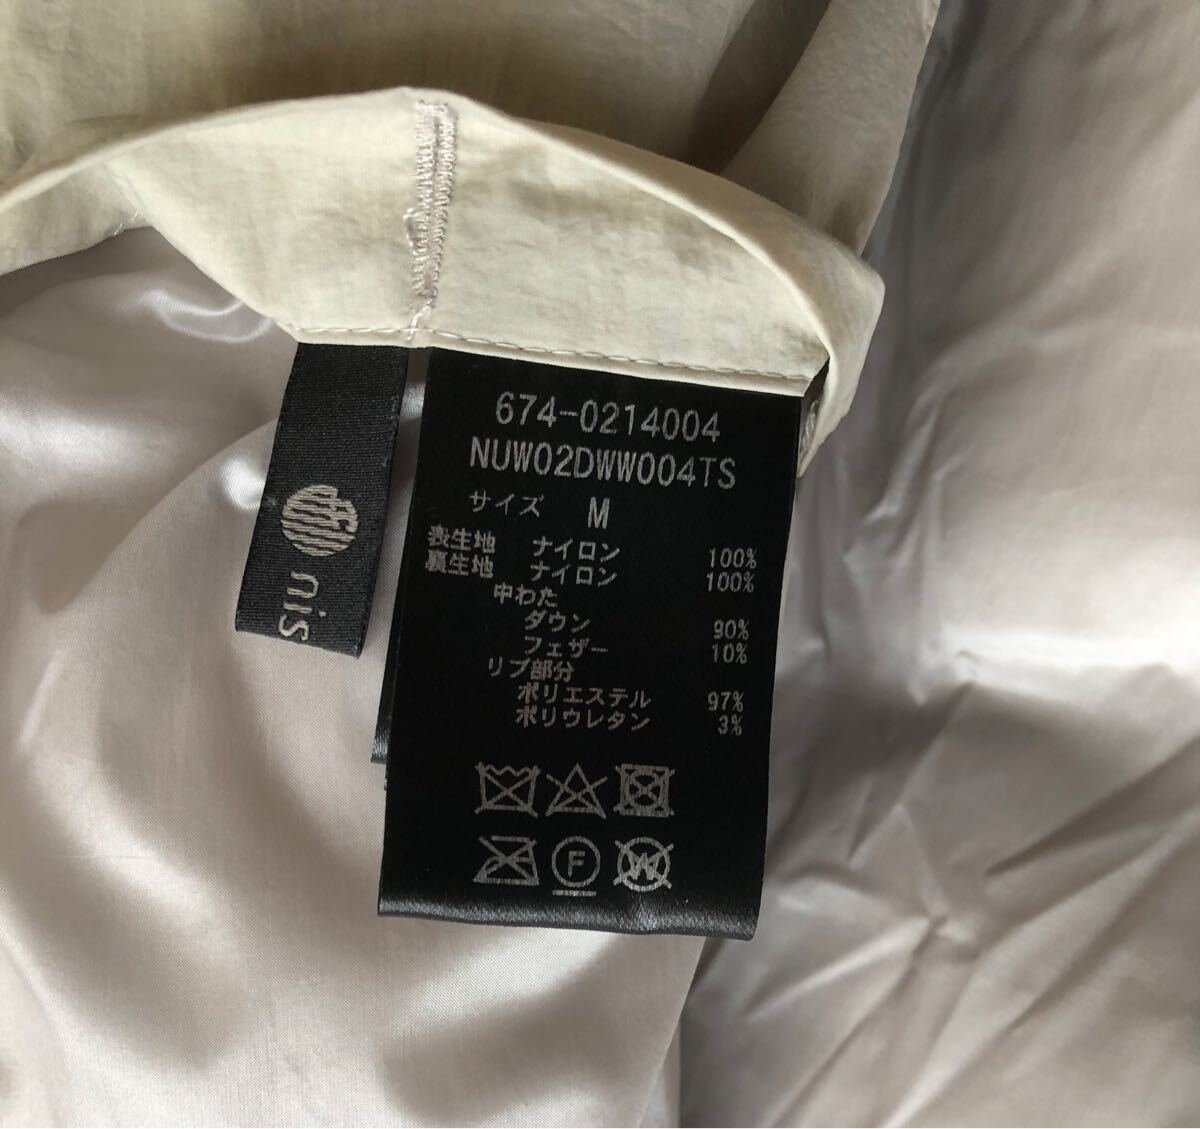 674-0214004
NUW02DWW004TS
サイズ M
表生地 ナイロン 100%
裏生地 ナイロン 100%
中わた
ダウン 90%
フェザー 10%
リブ部分
ポリエステル 97%
ポリウレタン 3%
F
W
nis